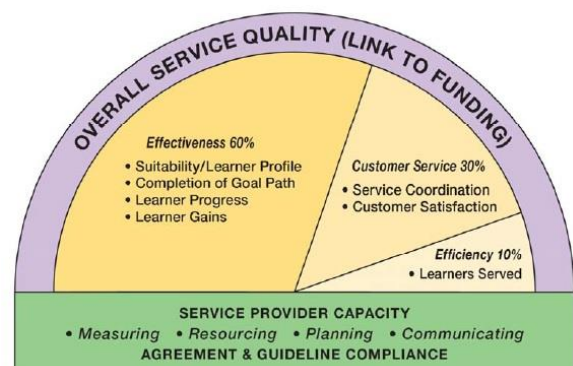 OVERALL SERVICE QUALITY (LINK TO FUNDING)
Effectiveness 60%
• Suitability/Learner Profile
• Completion of Goal Path
• Learner Progress
• Learner Gains
Customer Service 30%
• Service Coordination
• Customer Satisfaction
Efficiency 10%
• Learners Served
SERVICE PROVIDER CAPACITY
• Measuring • Resourcing • Planning • Communicating
AGREEMENT & GUIDELINE COMPLIANCE